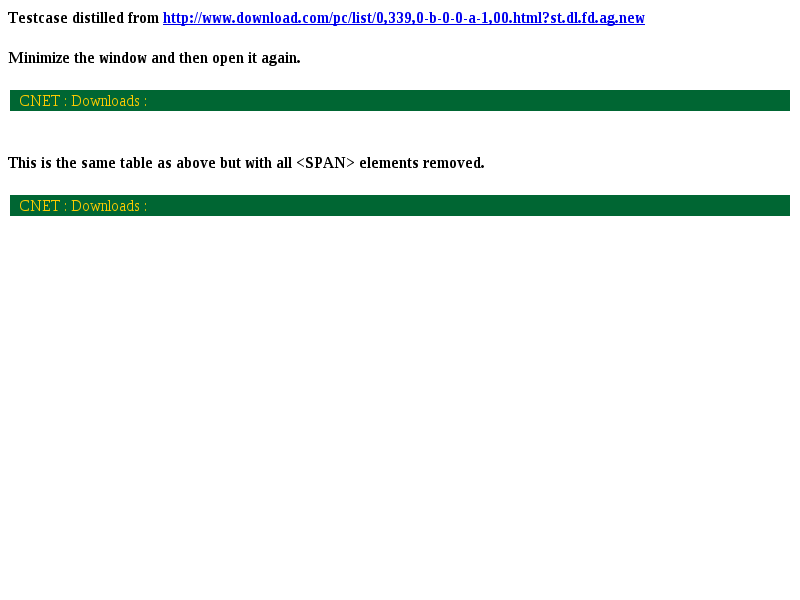 Testcase distilled from http://www.download.com/pc/list/0,339,0-b-0-0-a-1,00.html?st.dl.fd.ag.new
Minimize the window and then open it again.
CNET : Downloads :
This is the same table as above but with all <SPAN> elements removed.
CNET : Downloads :